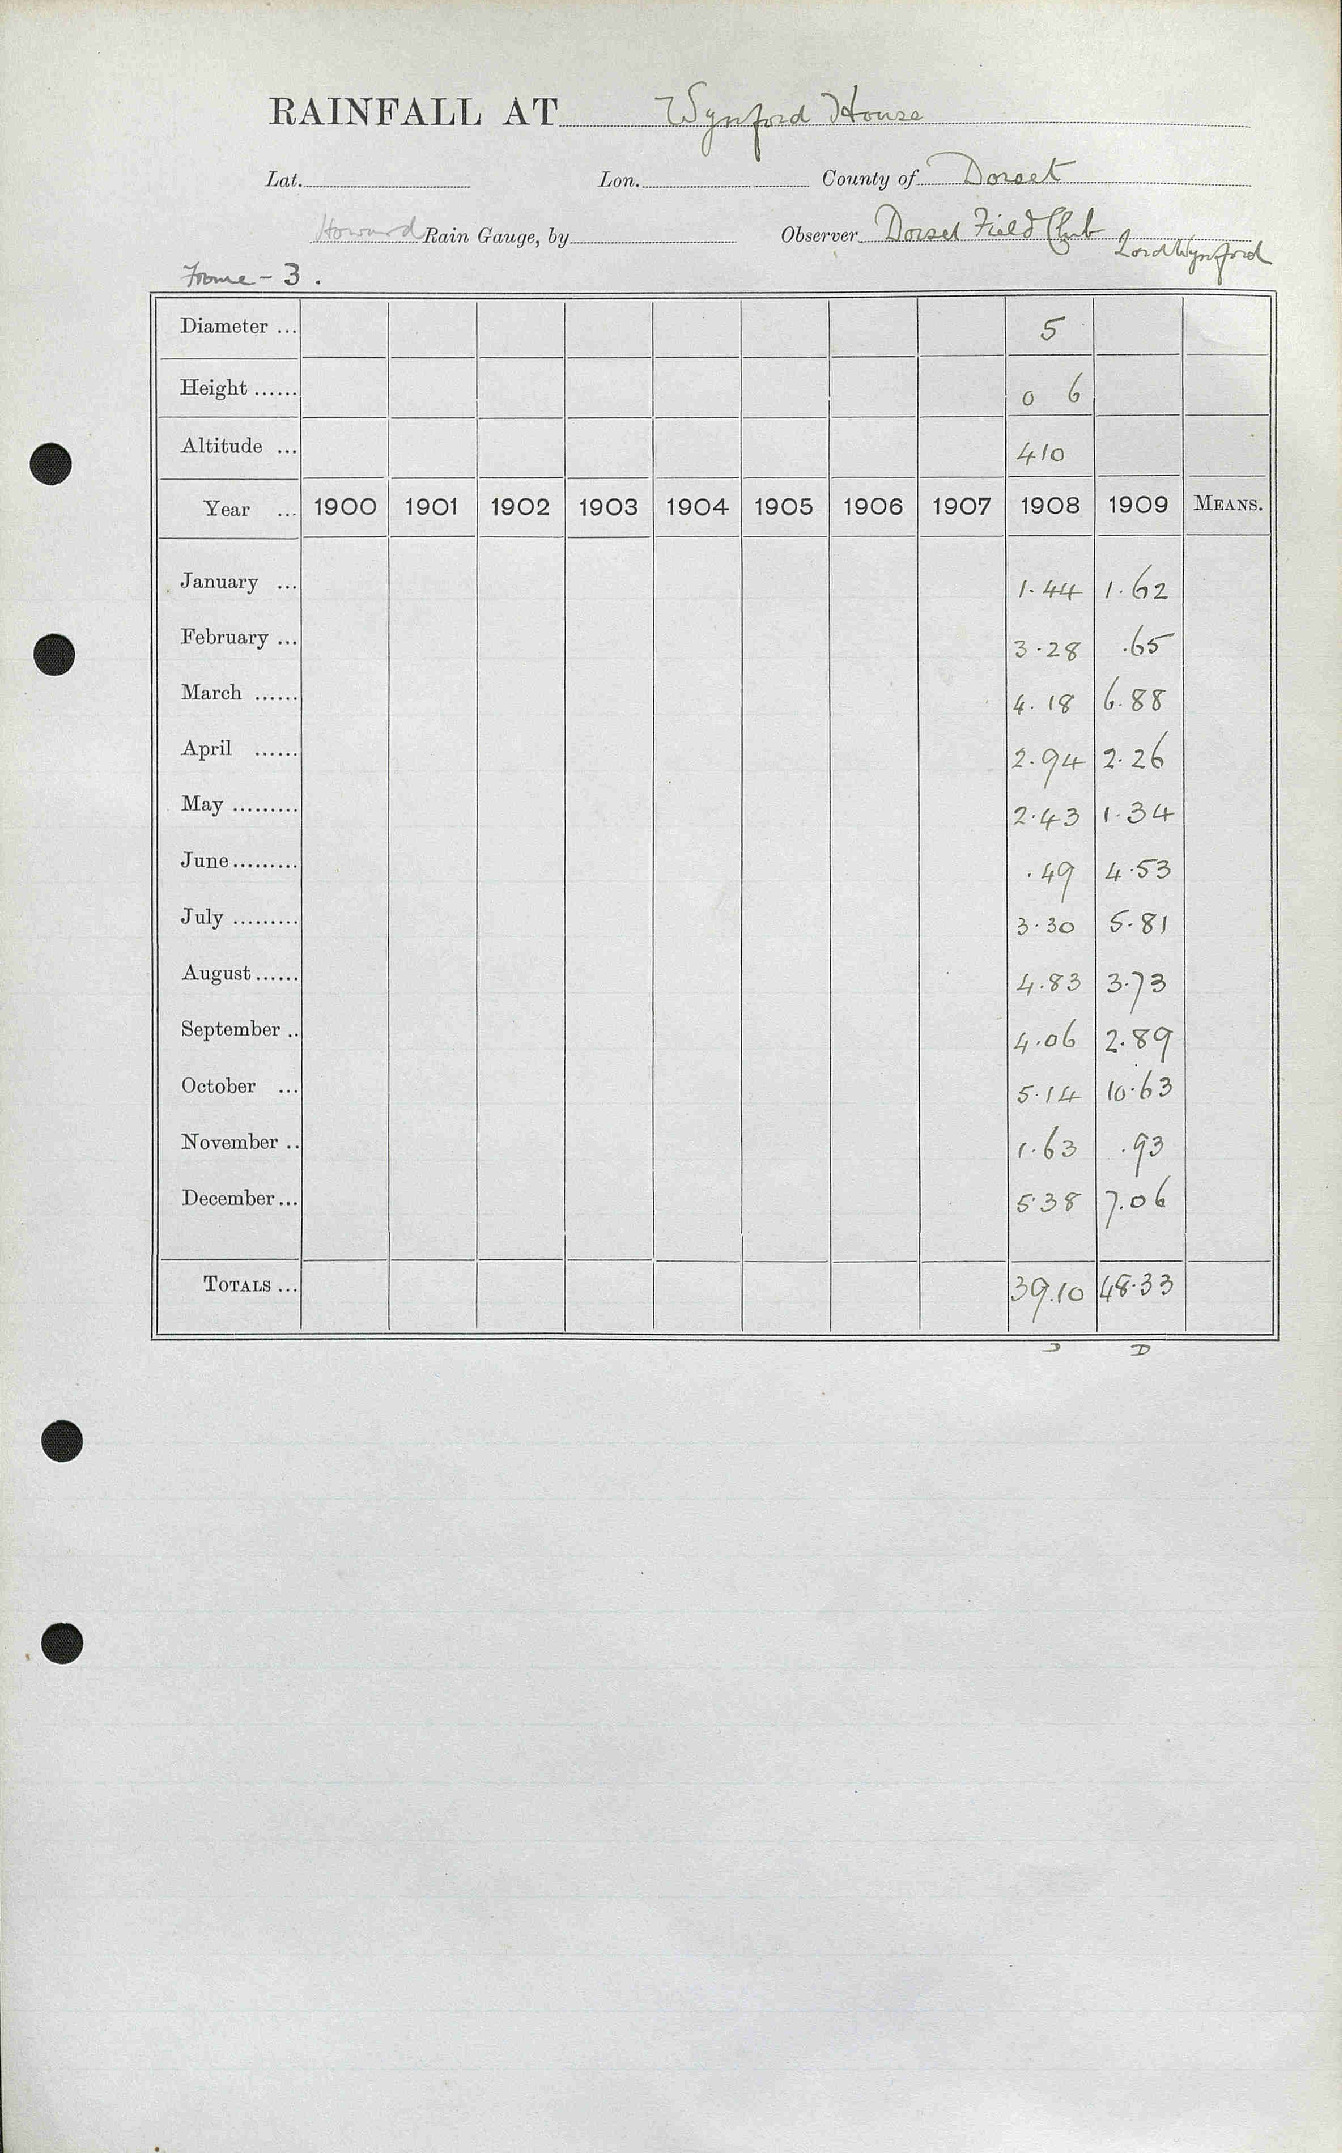 RAINFALL AT Wynford House
Lat. Lon. County of Dorset
Howard Rain Gauge, by Observer Dorset Field Club Lord Wynford
Frome - 3.
Diameter ... 5
Height ...... 0 6
Altitude ... 410
Year ... 1900 1901 1902 1903 1904 1905 1906 1907 1908 1909 MEANS.
January ... 1.44 1.62
February ... 3.28 .65
March ...... 4.18 6.88
April ...... 2.94 2.26
May ......... 2.43 1.34
June ......... .49 4.53
July ......... 3.30 5.81
August ...... 4.83 3.73
September .. 4.06 2.89
October ... 5.14 10.63
November .. 1.63 .93
December ... 5.38 7.06
TOTALS ... 39.10 48.33
D